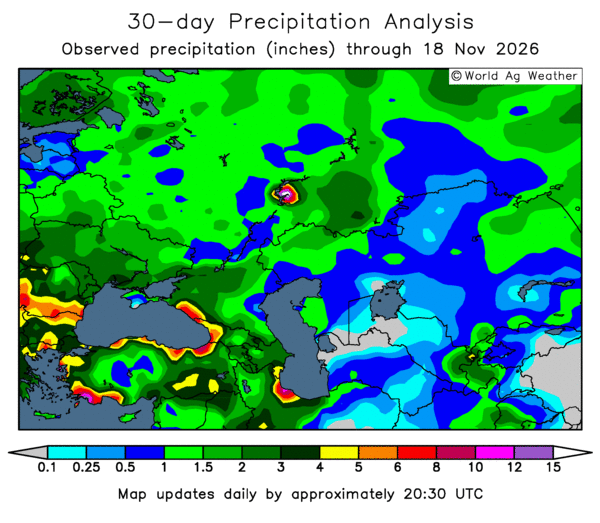 30-day Precipitation Analysis
Observed precipitation (inches) through 18 Nov 2026
© World Ag Weather
0.1 0.25 0.5 1 1.5 2 3 4 5 6 8 10 12 15
Map updates daily by approximately 20:30 UTC